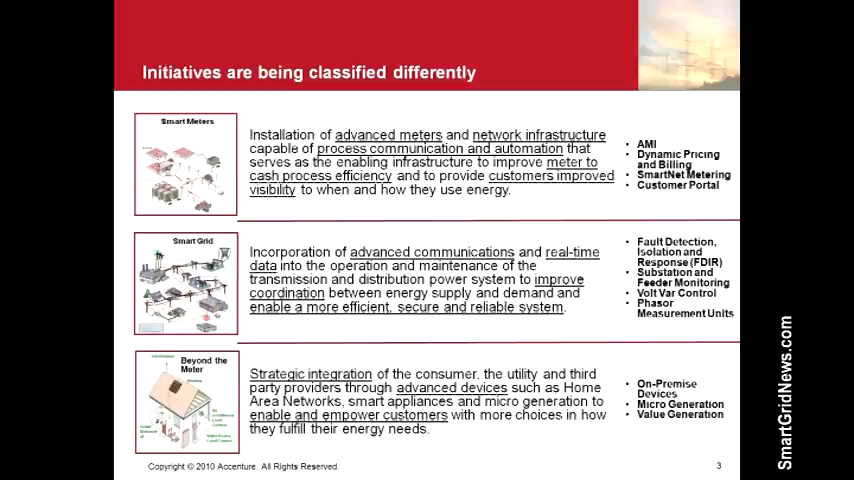 Initiatives are being classified differently
Smart Meters
Installation of advanced meters and network infrastructure
capable of process communication and automation that
serves as the enabling infrastructure to improve meter to
cash process efficiency and to provide customers improved
visibility to when and how they use energy.
• AMI
• Dynamic Pricing
and Billing
• SmartNet Metering
• Customer Portal
Smart Grid
Incorporation of advanced communications and real-time
data into the operation and maintenance of the
transmission and distribution power system to improve
coordination between energy supply and demand and
enable a more efficient, secure and reliable system.
• Fault Detection,
Isolation and
Response (FDIR)
• Substation and
Feeder Monitoring
• Volt Var Control
• Phasor
Measurement Units
Beyond the
Meter
Strategic integration of the consumer, the utility and third
party providers through advanced devices such as Home
Area Networks, smart appliances and micro generation to
enable and empower customers with more choices in how
they fulfill their energy needs.
• On-Premise
Devices
• Micro Generation
• Value Generation
Copyright © 2010 Accenture. All Rights Reserved.
3
SmartGridNews.com